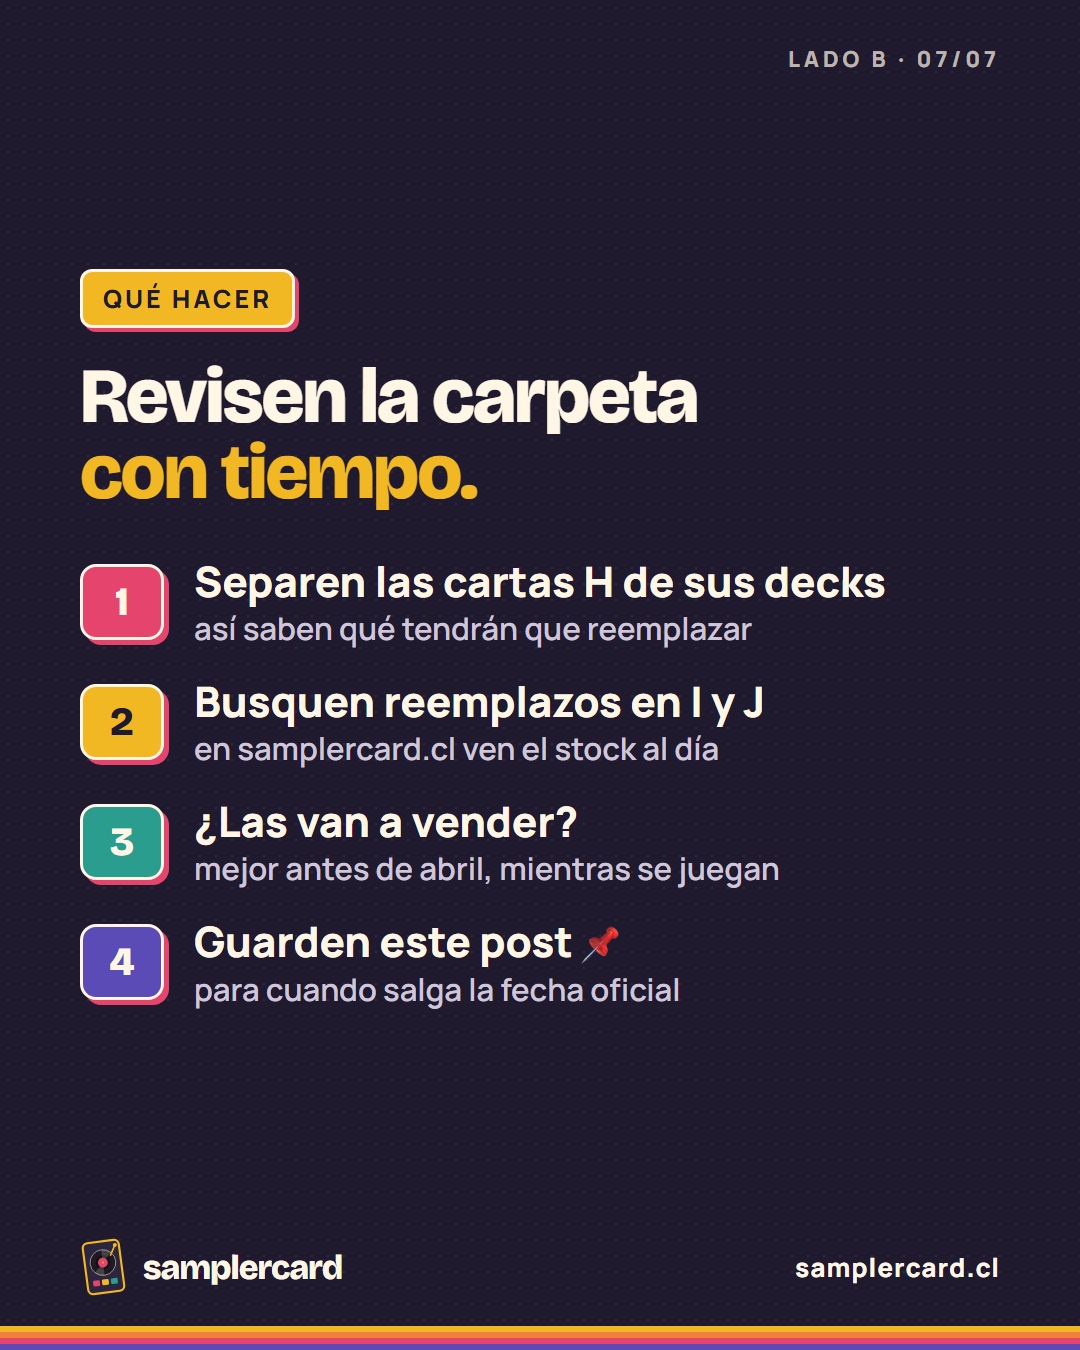 LADO B · 07/07
QUÉ HACER
Revisen la carpeta
con tiempo.
1
Separen las cartas H de sus decks
así saben qué tendrán que reemplazar
2
Busquen reemplazos en I y J
en samplercard.cl ven el stock al día
3
¿Las van a vender?
mejor antes de abril, mientras se juegan
4
Guarden este post 📌
para cuando salga la fecha oficial
samplercard
samplercard.cl